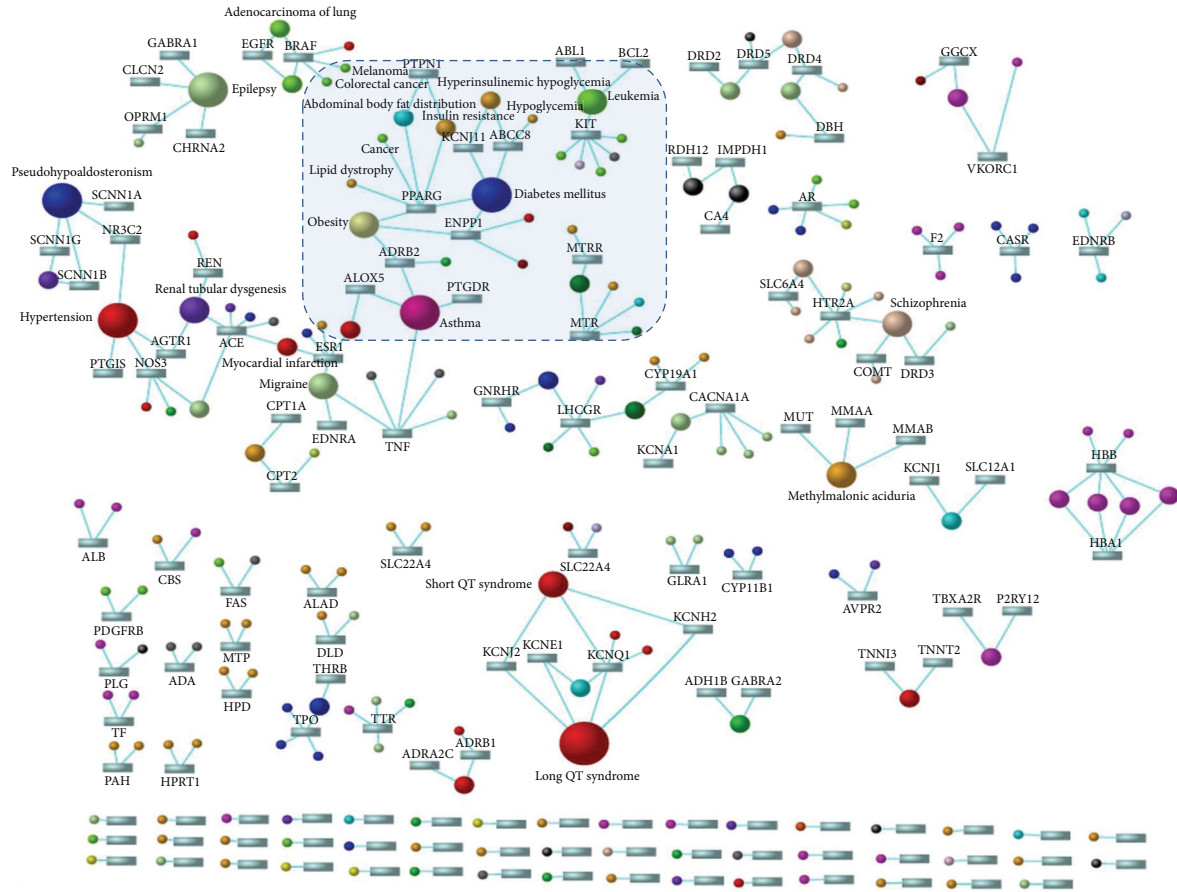 Adenocarcinoma of lung
GABRA1
EGFR
BRAF
CLCN2
Epilepsy
OPRM1
CHRNA2
PTPN1
Melanoma
Colorectal cancer
Hyperinsulinemic hypoglycemia
Abdominal body fat distribution
Hypoglycemia
Insulin resistance
KCNJ11
ABCC8
Cancer
Lipid dystrophy
PPARG
Diabetes mellitus
Obesity
ENPP1
ADRB2
ALOX5
PTGDR
Asthma
ABL1
BCL2
Leukemia
KIT
MTRR
MTR
DRD2
DRD5
DRD4
DBH
GGCX
VKORC1
RDH12
IMPDH1
CA4
AR
F2
CASR
EDNRB
SLC6A4
HTR2A
Schizophrenia
COMT
DRD3
Pseudohypoaldosteronism
SCNN1A
NR3C2
SCNN1G
SCNN1B
REN
Renal tubular dysgenesis
Hypertension
AGTR1
ACE
PTGIS
NOS3
Myocardial infarction
ESR1
Migraine
CPT1A
EDNRA
TNF
CPT2
GNRHR
LHCGR
CYP19A1
CACNA1A
KCNA1
MUT
MMAA
MMAB
Methylmalonic aciduria
KCNJ1
SLC12A1
HBB
HBA1
ALB
CBS
SLC22A4
SLC22A4
GLRA1
CYP11B1
AVPR2
FAS
ALAD
Short QT syndrome
TBXA2R
P2RY12
PDGFRB
MTP
DLD
KCNH2
KCNJ2
KCNE1
KCNQ1
TNNI3
TNNT2
PLG
ADA
HPD
THRB
ADH1B
GABRA2
TF
TPO
TTR
ADRA2C
ADRB1
Long QT syndrome
PAH
HPRT1